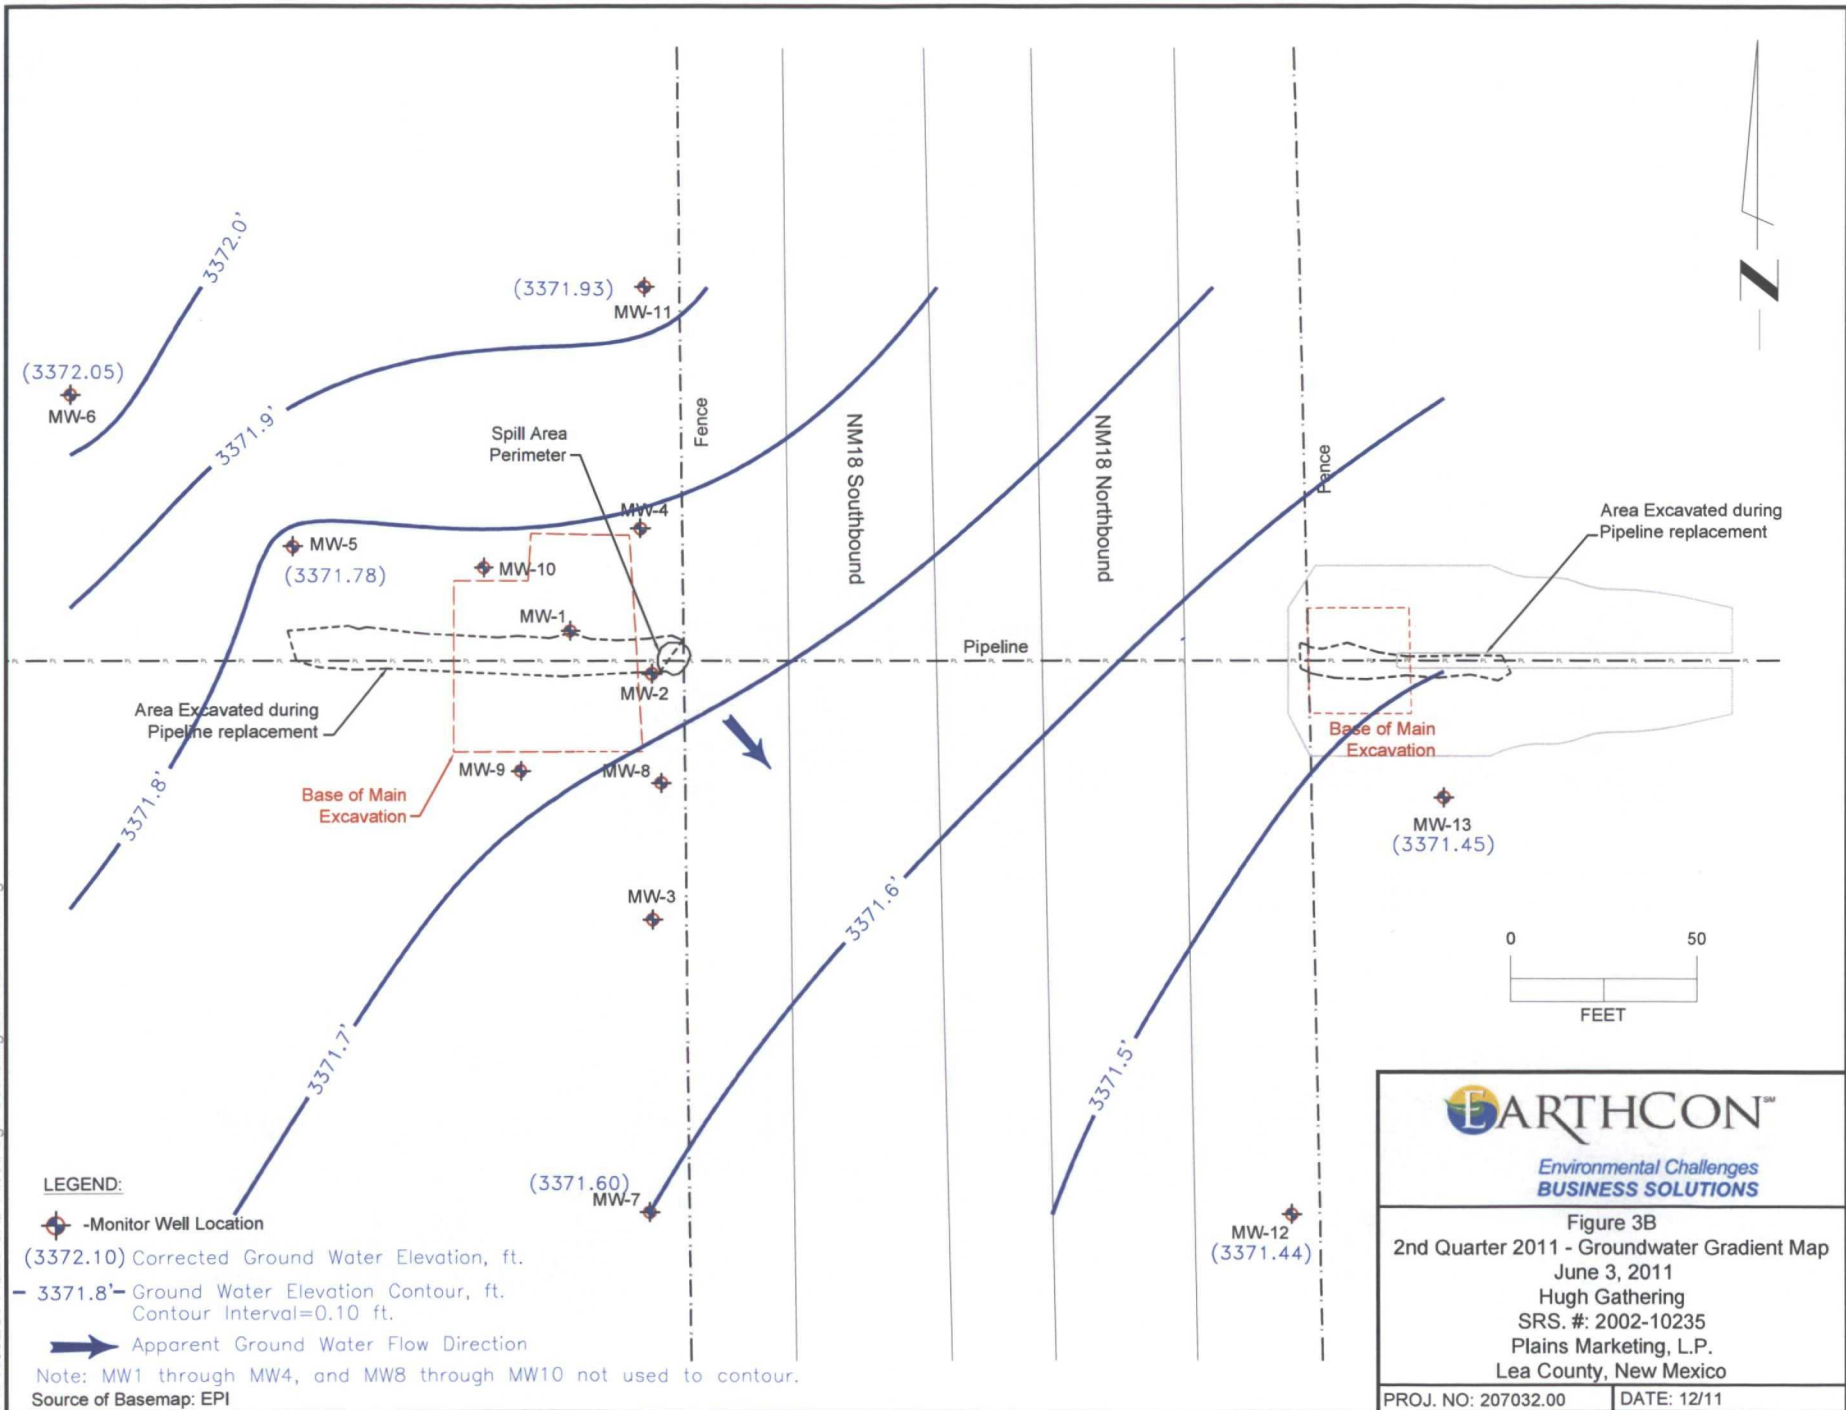 3372.0'
(3371.93)
MW-11
(3372.05)
MW-6
3371.9'
Spill Area
Perimeter
Fence
NM18 Southbound
NM18 Northbound
Fence
MW-4
MW-5
(3371.78)
MW-10
MW-1
Area Excavated during
Pipeline replacement
Pipeline
MW-2
Area Excavated during
Pipeline replacement
Base of Main
Excavation
MW-9
MW-8
Base of Main
Excavation
3371.8'
MW-13
(3371.45)
MW-3
3371.6'
0 50
FEET
3371.7'
3371.5'
(3371.60)
MW-7
MW-12
(3371.44)
N
LEGEND:
-Monitor Well Location
(3372.10) Corrected Ground Water Elevation, ft.
- 3371.8'- Ground Water Elevation Contour, ft.
Contour Interval=0.10 ft.
Apparent Ground Water Flow Direction
Note: MW1 through MW4, and MW8 through MW10 not used to contour.
Source of Basemap: EPI
EARTHCON SM
Environmental Challenges
BUSINESS SOLUTIONS
Figure 3B
2nd Quarter 2011 - Groundwater Gradient Map
June 3, 2011
Hugh Gathering
SRS. #: 2002-10235
Plains Marketing, L.P.
Lea County, New Mexico
PROJ. NO: 207032.00
DATE: 12/11